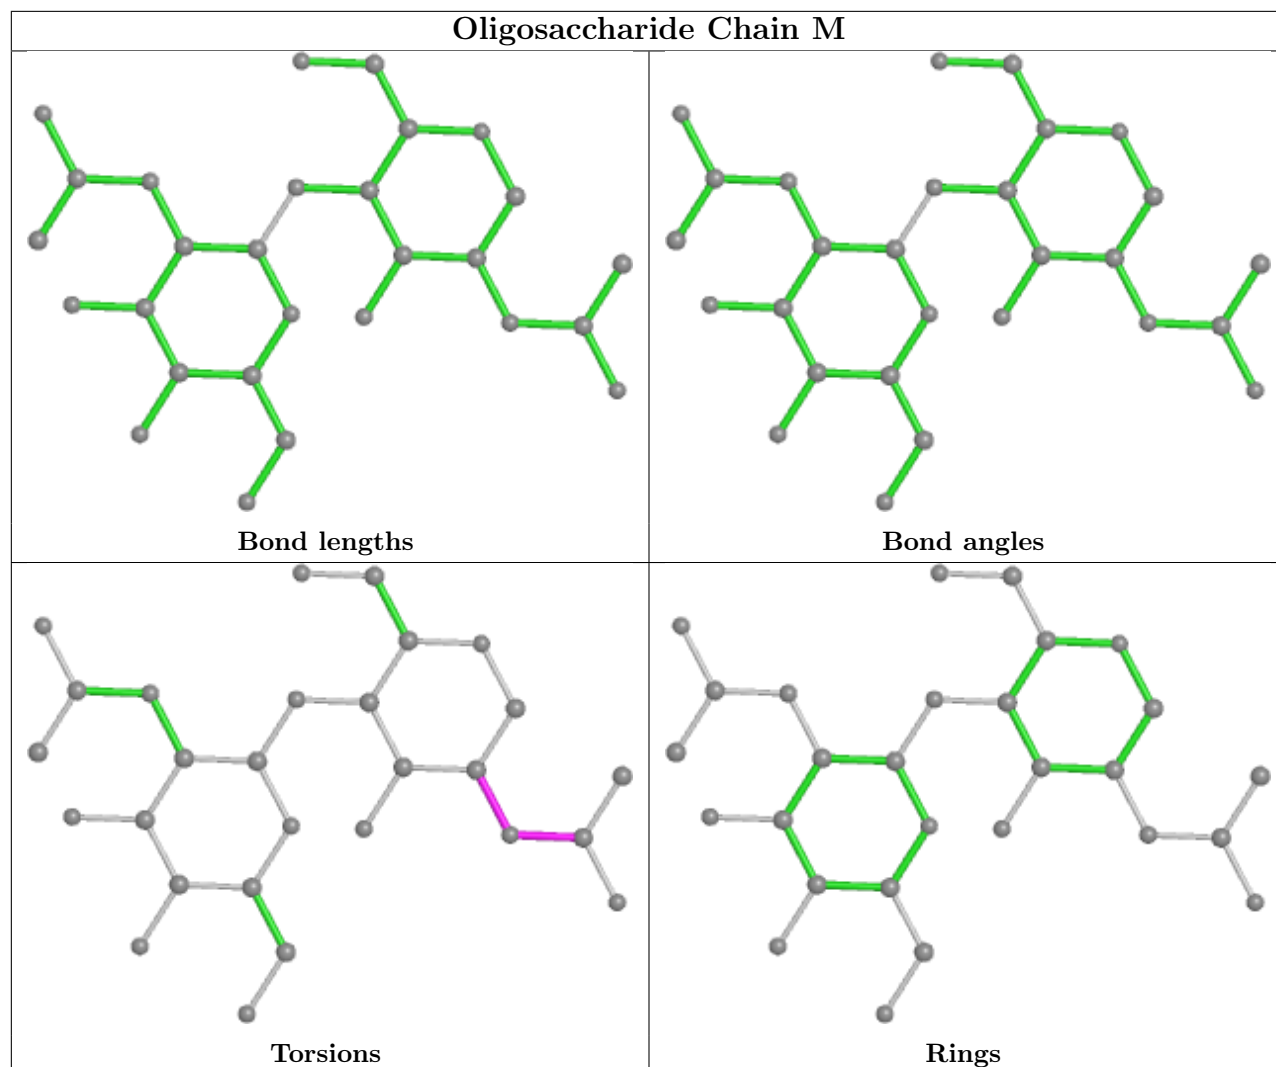 Oligosaccharide Chain M
Bond lengths
Bond angles
Torsions
Rings